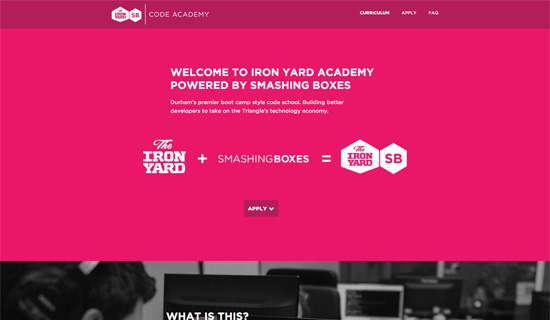 The IRON YARD SB CODE ACADEMY CURRICULUM APPLY FAQ
WELCOME TO IRON YARD ACADEMY
POWERED BY SMASHING BOXES
Durham's premier boot camp style code school. Building better
developers to take on the Triangle's technology economy.
The
IRON
YARD
+
SMASHINGBOXES
=
The
IRON
YARD
SB
APPLY
WHAT IS THIS?